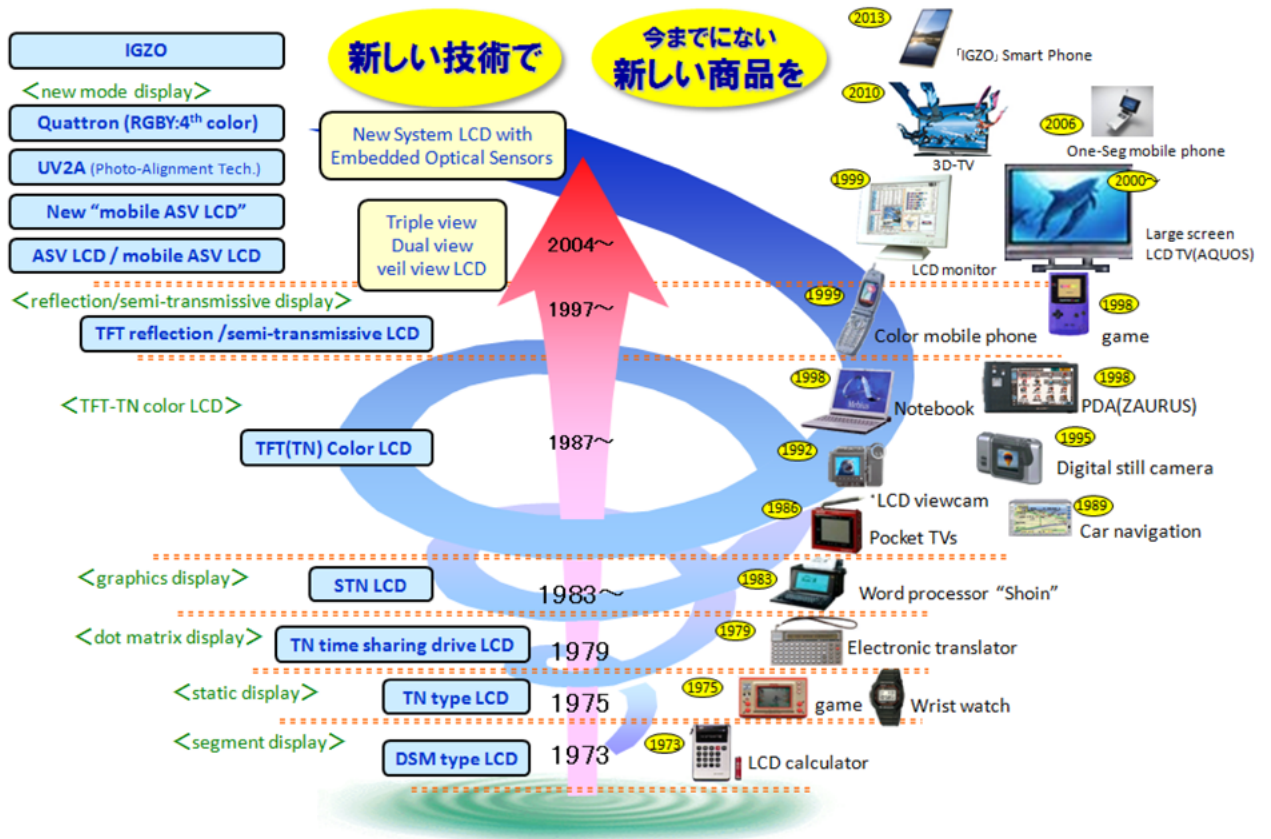 IGZO
<new mode display>
Quattron (RGBY:4th color)
UV2A (Photo-Alignment Tech.)
New “mobile ASV LCD”
ASV LCD / mobile ASV LCD
<reflection/semi-transmissive display>
TFT reflection /semi-transmissive LCD
<TFT-TN color LCD>
TFT(TN) Color LCD
<graphics display>
STN LCD
<dot matrix display>
TN time sharing drive LCD
<static display>
TN type LCD
<segment display>
DSM type LCD
新しい技術で
今までにない
新しい商品を
New System LCD with
Embedded Optical Sensors
Triple view
Dual view
veil view LCD
2004~
1997~
1987~
1983~
1979
1975
1973
2013
「IGZO」 Smart Phone
2010
3D-TV
2006
One-Seg mobile phone
1999
LCD monitor
2000~
Large screen
LCD TV(AQUOS)
1999
Color mobile phone
1998
game
1998
Notebook
1998
PDA(ZAURUS)
1992
*LCD viewcam
1995
Digital still camera
1986
Pocket TVs
1989
Car navigation
1983
Word processor “Shoin”
1979
Electronic translator
1975
game
Wrist watch
1973
LCD calculator